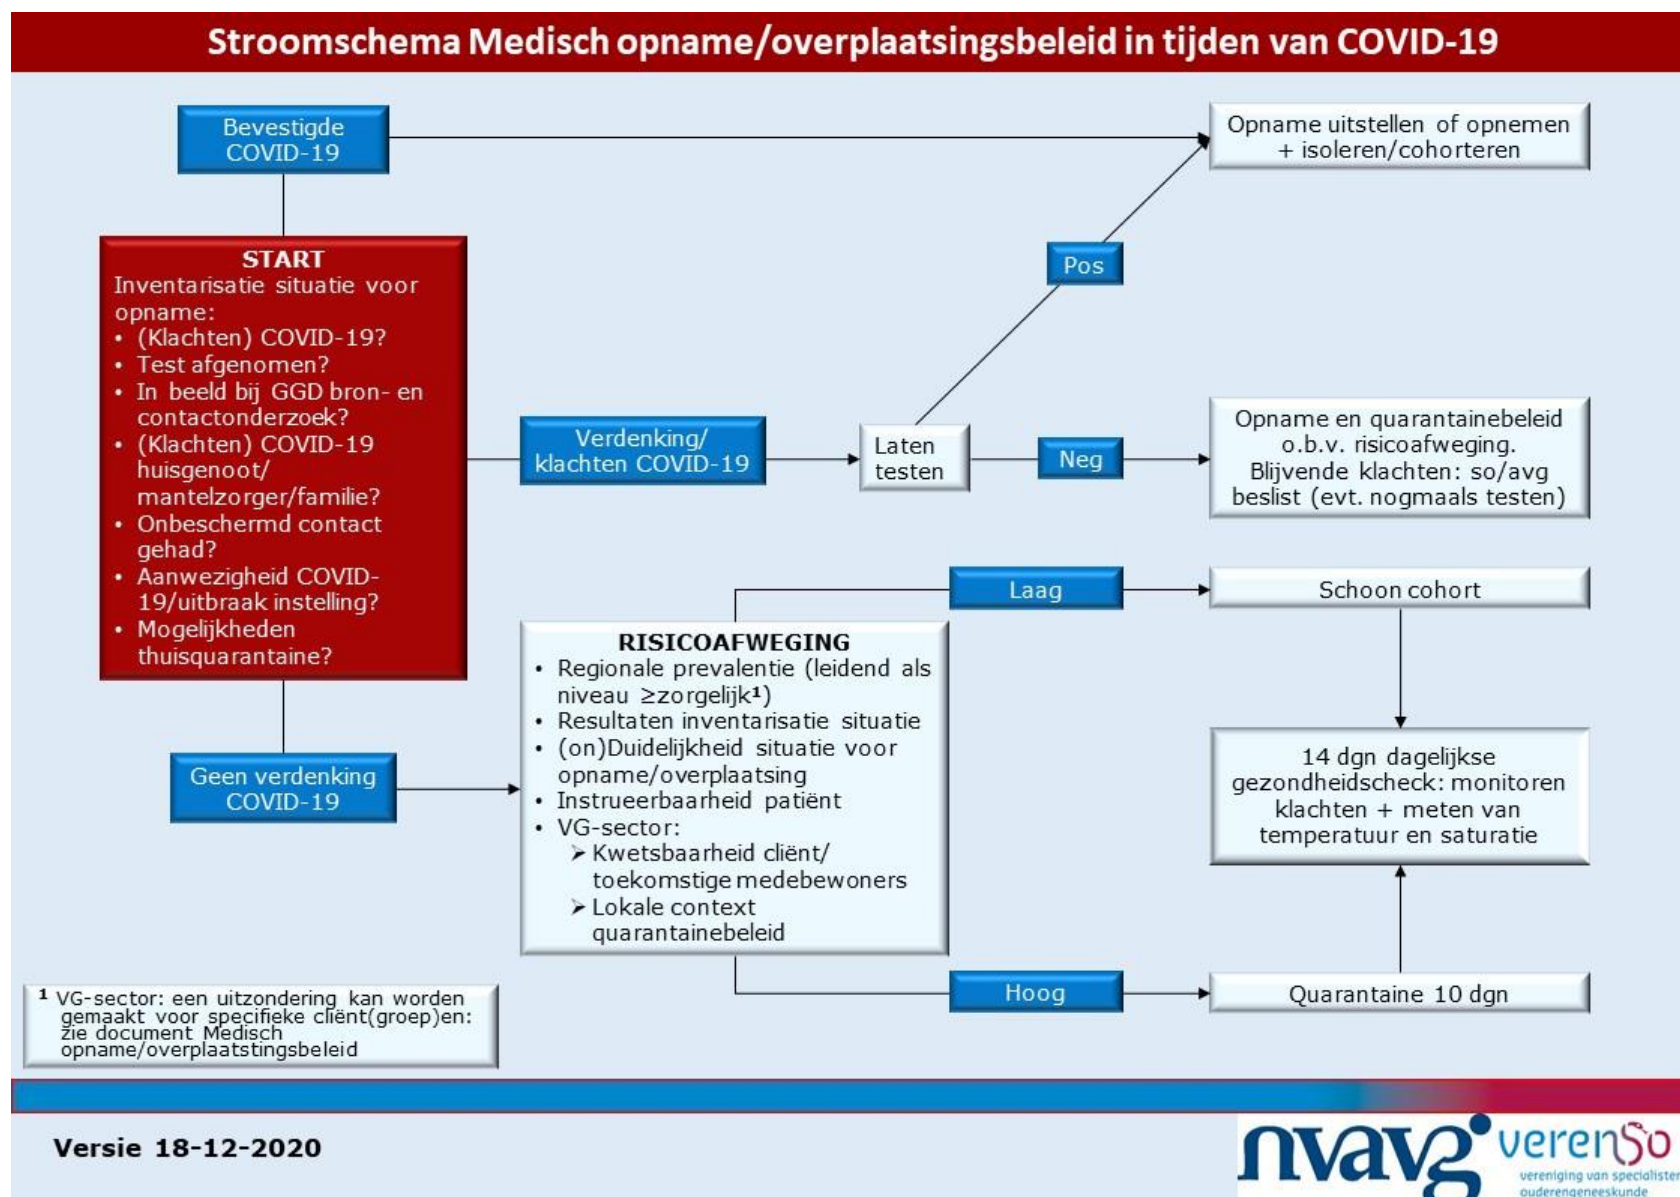 Stroomschema Medisch opname/overplaatsingsbeleid in tijden van COVID-19
Bevestigde
COVID-19
Opname uitstellen of opnemen
+ isoleren/cohorteren
START
Inventarisatie situatie voor
opname:
• (Klachten) COVID-19?
• Test afgenomen?
• In beeld bij GGD bron- en
contactonderzoek?
• (Klachten) COVID-19
huisgenoot/
mantelzorger/familie?
• Onbeschermd contact
gehad?
• Aanwezigheid COVID-
19/uitbraak instelling?
• Mogelijkheden
thuisquarantaine?
Pos
Verdenking/
klachten COVID-19
Laten
testen
Neg
Opname en quarantainebeleid
o.b.v. risicoafweging.
Blijvende klachten: so/avg
beslist (evt. nogmaals testen)
Geen verdenking
COVID-19
RISICOAFWEGING
• Regionale prevalentie (leidend als
niveau ≥zorgelijk¹)
• Resultaten inventarisatie situatie
• (on)Duidelijkheid situatie voor
opname/overplaatsing
• Instrueerbaarheid patiënt
• VG-sector:
➢ Kwetsbaarheid cliënt/
toekomstige medebewoners
➢ Lokale context
quarantainebeleid
Laag
Schoon cohort
14 dgn dagelijkse
gezondheidscheck: monitoren
klachten + meten van
temperatuur en saturatie
Hoog
Quarantaine 10 dgn
¹ VG-sector: een uitzondering kan worden
gemaakt voor specifieke cliënt(groep)en:
zie document Medisch
opname/overplaatstingsbeleid
Versie 18-12-2020
nvavg
verenso
vereniging van specialisten
ouderengeneeskunde